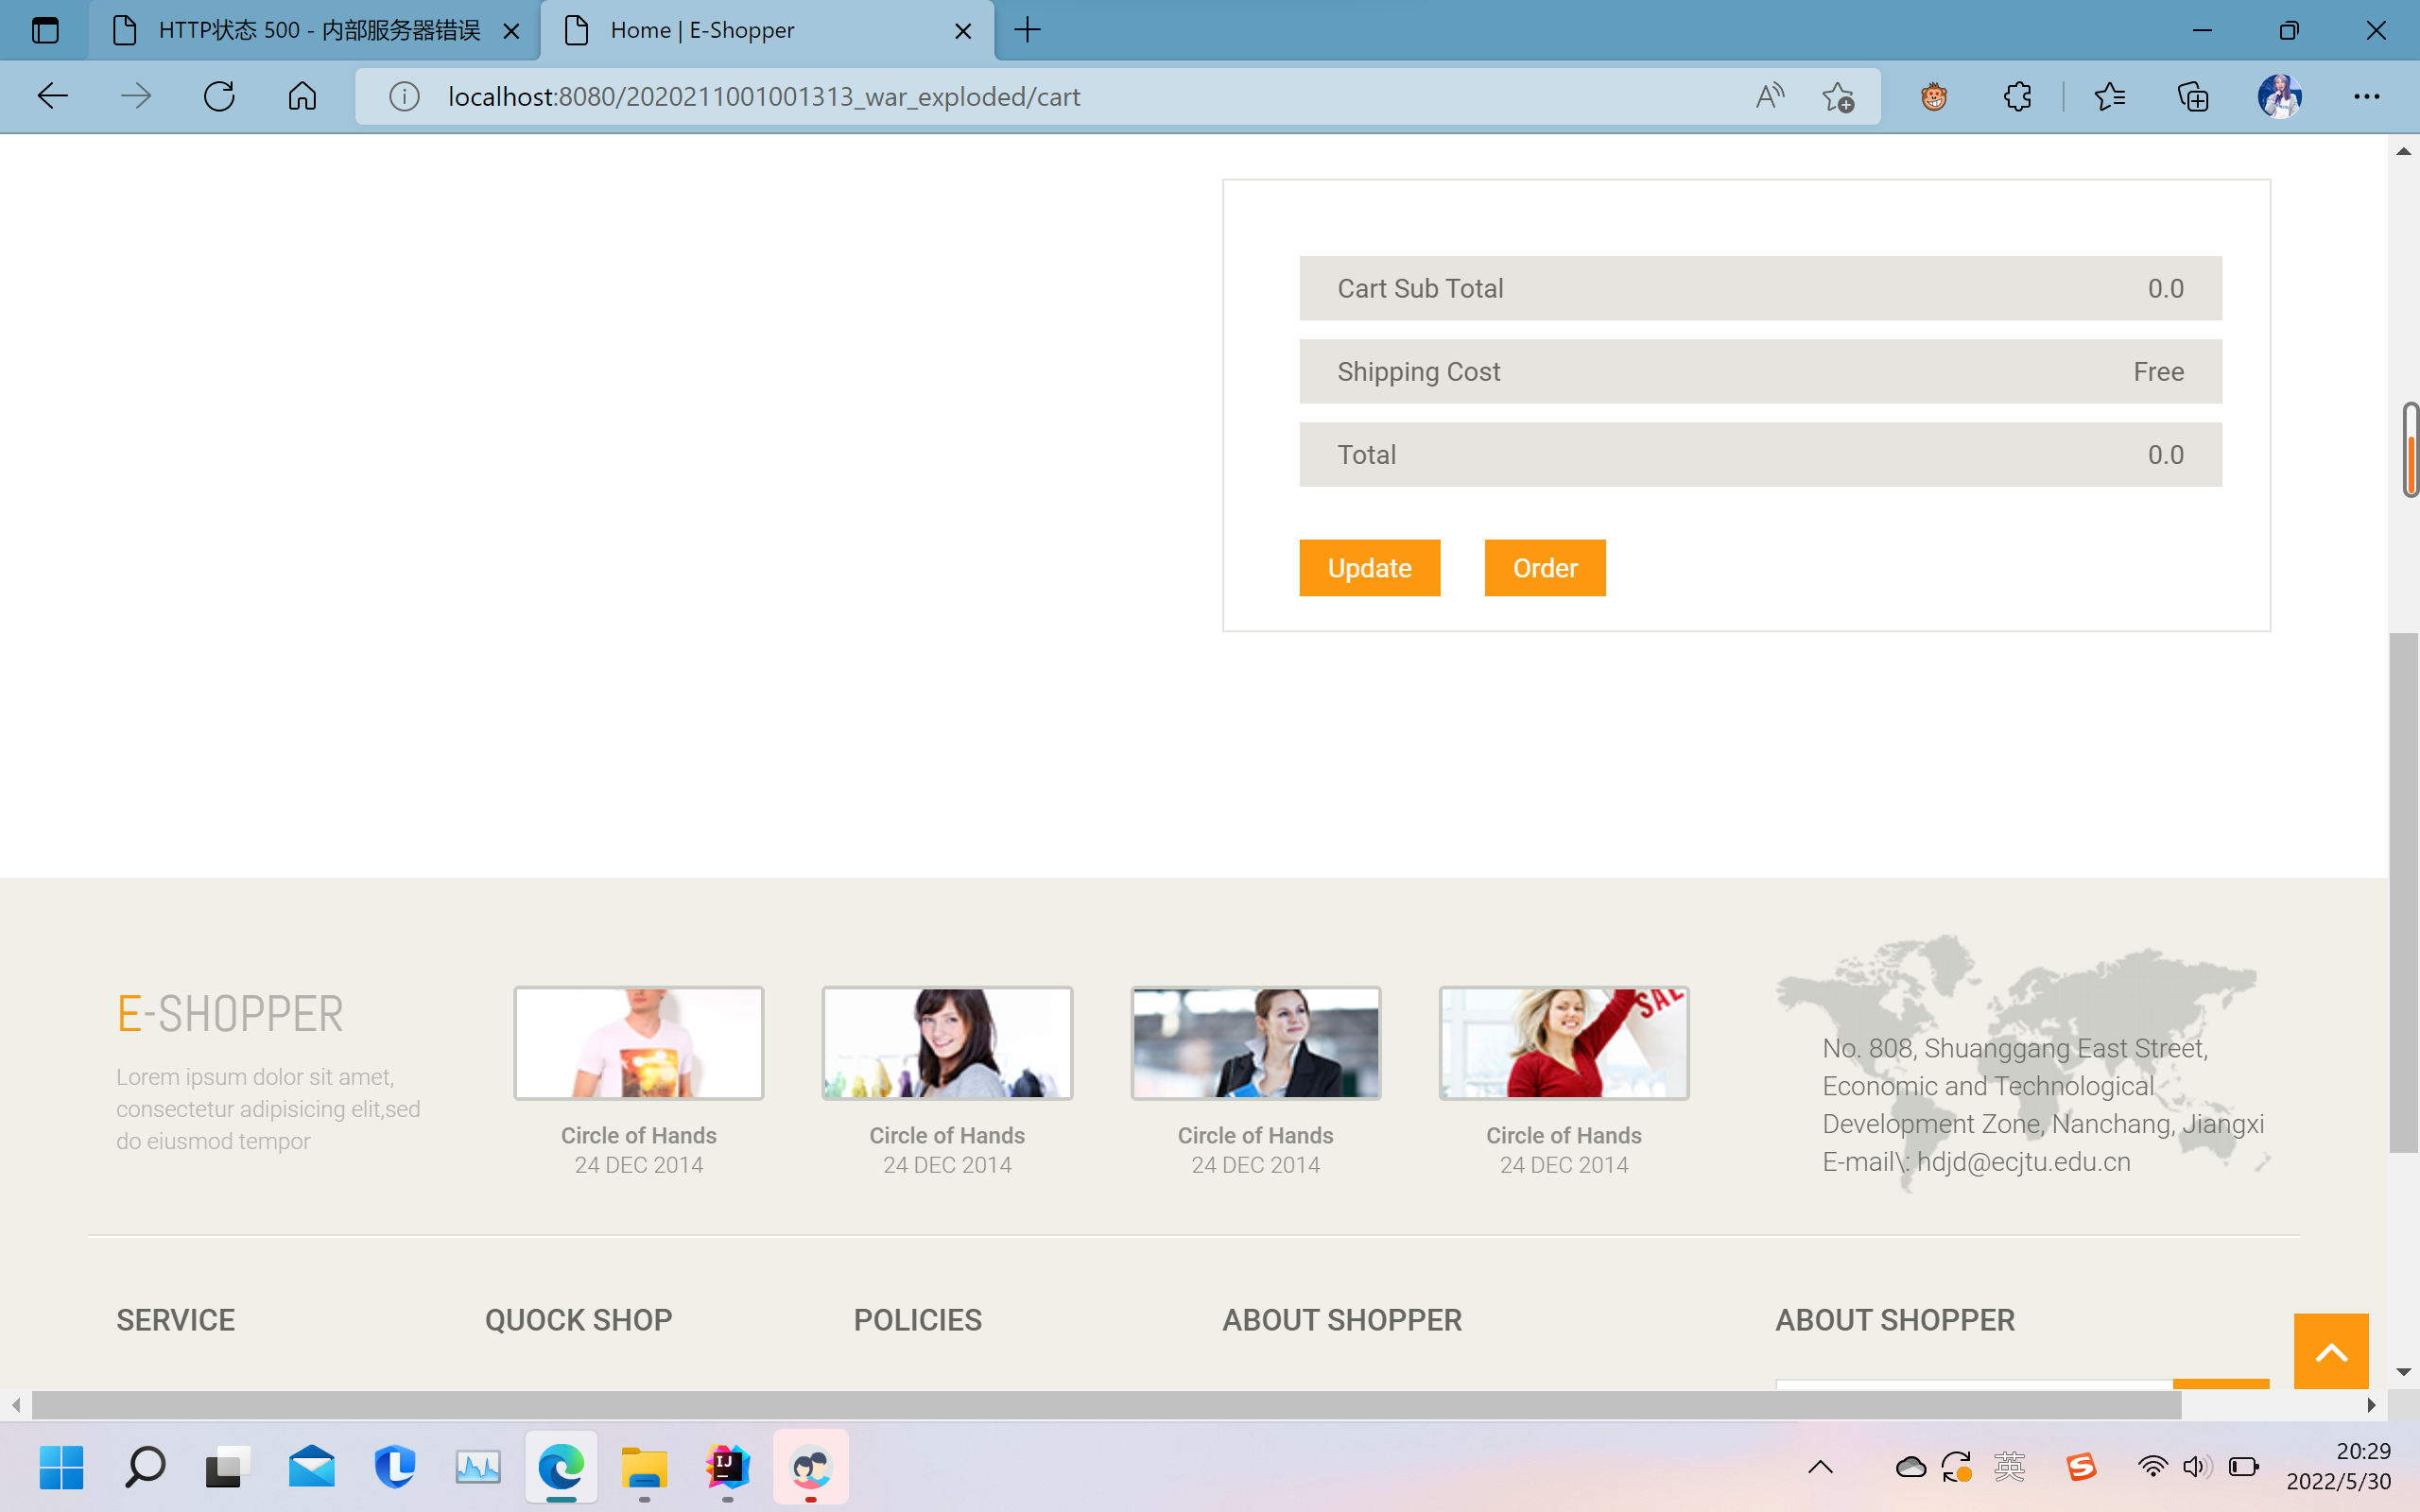 HTTP状态 500 - 内部服务器错误
Home | E-Shopper
localhost:8080/2020211001001313_war_exploded/cart
Cart Sub Total 0.0
Shipping Cost Free
Total 0.0
Update Order
E-SHOPPER
Lorem ipsum dolor sit amet,
consectetur adipisicing elit,sed
do eiusmod tempor
Circle of Hands
24 DEC 2014
Circle of Hands
24 DEC 2014
Circle of Hands
24 DEC 2014
SALE
Circle of Hands
24 DEC 2014
No. 808, Shuanggang East Street,
Economic and Technological
Development Zone, Nanchang, Jiangxi
E-mail\: hdjd@ecjtu.edu.cn
SERVICE
QUOCK SHOP
POLICIES
ABOUT SHOPPER
ABOUT SHOPPER
IJ
英
20:29
2022/5/30